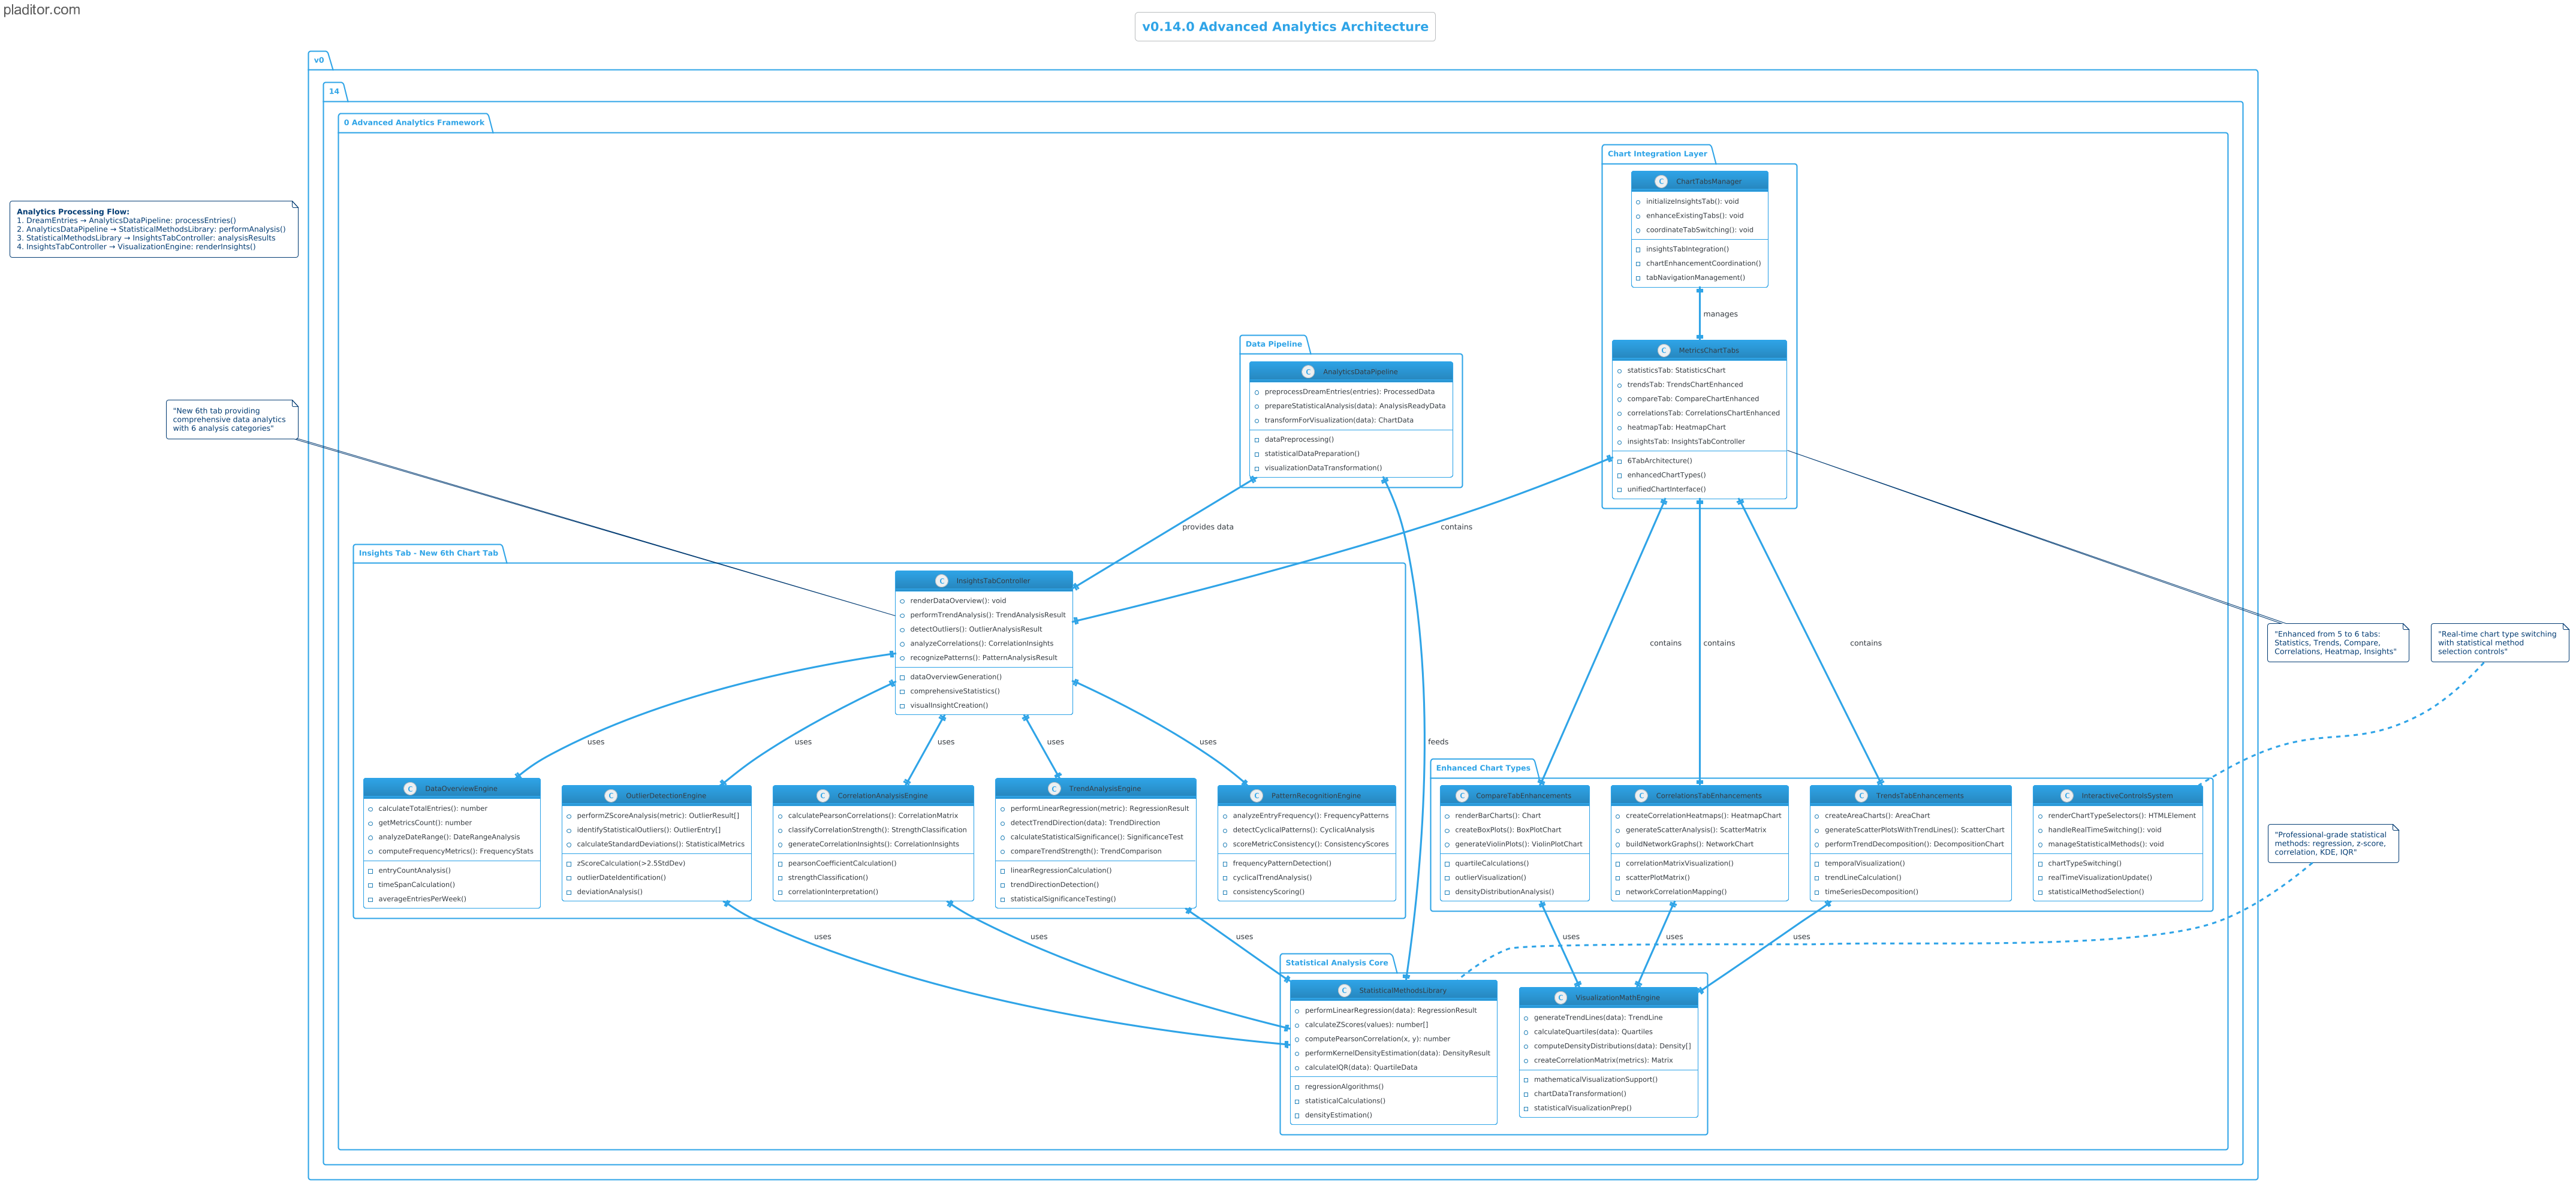 pladitor.com
v0.14.0 Advanced Analytics Architecture
v0
14
0 Advanced Analytics Framework
Chart Integration Layer
C ChartTabsManager
initializeInsightsTab(): void
enhanceExistingTabs(): void
coordinateTabSwitching(): void
insightsTabIntegration()
chartEnhancementCoordination()
tabNavigationManagement()
manages
C MetricsChartTabs
statisticsTab: StatisticsChart
trendsTab: TrendsChartEnhanced
compareTab: CompareChartEnhanced
correlationsTab: CorrelationsChartEnhanced
heatmapTab: HeatmapChart
insightsTab: InsightsTabController
6TabArchitecture()
enhancedChartTypes()
unifiedChartInterface()
Analytics Processing Flow:
1. DreamEntries → AnalyticsDataPipeline: processEntries()
2. AnalyticsDataPipeline → StatisticalMethodsLibrary: performAnalysis()
3. StatisticalMethodsLibrary → InsightsTabController: analysisResults
4. InsightsTabController → VisualizationEngine: renderInsights()
Data Pipeline
C AnalyticsDataPipeline
preprocessDreamEntries(entries): ProcessedData
prepareStatisticalAnalysis(data): AnalysisReadyData
transformForVisualization(data): ChartData
dataPreprocessing()
statisticalDataPreparation()
visualizationDataTransformation()
"New 6th tab providing
comprehensive data analytics
with 6 analysis categories"
provides data
contains
Insights Tab - New 6th Chart Tab
C InsightsTabController
renderDataOverview(): void
performTrendAnalysis(): TrendAnalysisResult
detectOutliers(): OutlierAnalysisResult
analyzeCorrelations(): CorrelationInsights
recognizePatterns(): PatternAnalysisResult
dataOverviewGeneration()
comprehensiveStatistics()
visualInsightCreation()
contains
contains
contains
"Enhanced from 5 to 6 tabs:
Statistics, Trends, Compare,
Correlations, Heatmap, Insights"
"Real-time chart type switching
with statistical method
selection controls"
uses
uses
uses
uses
uses
feeds
C DataOverviewEngine
calculateTotalEntries(): number
getMetricsCount(): number
analyzeDateRange(): DateRangeAnalysis
computeFrequencyMetrics(): FrequencyStats
entryCountAnalysis()
timeSpanCalculation()
averageEntriesPerWeek()
C OutlierDetectionEngine
performZScoreAnalysis(metric): OutlierResult[]
identifyStatisticalOutliers(): OutlierEntry[]
calculateStandardDeviations(): StatisticalMetrics
zScoreCalculation(>2.5StdDev)
outlierDateIdentification()
deviationAnalysis()
C CorrelationAnalysisEngine
calculatePearsonCorrelations(): CorrelationMatrix
classifyCorrelationStrength(): StrengthClassification
generateCorrelationInsights(): CorrelationInsights
pearsonCoefficientCalculation()
strengthClassification()
correlationInterpretation()
C TrendAnalysisEngine
performLinearRegression(metric): RegressionResult
detectTrendDirection(data): TrendDirection
calculateStatisticalSignificance(): SignificanceTest
compareTrendStrength(): TrendComparison
linearRegressionCalculation()
trendDirectionDetection()
statisticalSignificanceTesting()
C PatternRecognitionEngine
analyzeEntryFrequency(): FrequencyPatterns
detectCyclicalPatterns(): CyclicalAnalysis
scoreMetricConsistency(): ConsistencyScores
frequencyPatternDetection()
cyclicalTrendAnalysis()
consistencyScoring()
Enhanced Chart Types
C CompareTabEnhancements
renderBarCharts(): Chart
createBoxPlots(): BoxPlotChart
generateViolinPlots(): ViolinPlotChart
quartileCalculations()
outlierVisualization()
densityDistributionAnalysis()
C CorrelationsTabEnhancements
createCorrelationHeatmaps(): HeatmapChart
generateScatterAnalysis(): ScatterMatrix
buildNetworkGraphs(): NetworkChart
correlationMatrixVisualization()
scatterPlotMatrix()
networkCorrelationMapping()
C TrendsTabEnhancements
createAreaCharts(): AreaChart
generateScatterPlotsWithTrendLines(): ScatterChart
performTrendDecomposition(): DecompositionChart
temporalVisualization()
trendLineCalculation()
timeSeriesDecomposition()
C InteractiveControlsSystem
renderChartTypeSelectors(): HTMLElement
handleRealTimeSwitching(): void
manageStatisticalMethods(): void
chartTypeSwitching()
realTimeVisualizationUpdate()
statisticalMethodSelection()
"Professional-grade statistical
methods: regression, z-score,
correlation, KDE, IQR"
uses
uses
uses
uses
uses
uses
Statistical Analysis Core
C StatisticalMethodsLibrary
performLinearRegression(data): RegressionResult
calculateZScores(values): number[]
computePearsonCorrelation(x, y): number
performKernelDensityEstimation(data): DensityResult
calculateIQR(data): QuartileData
regressionAlgorithms()
statisticalCalculations()
densityEstimation()
C VisualizationMathEngine
generateTrendLines(data): TrendLine
calculateQuartiles(data): Quartiles
computeDensityDistributions(data): Density[]
createCorrelationMatrix(metrics): Matrix
mathematicalVisualizationSupport()
chartDataTransformation()
statisticalVisualizationPrep()